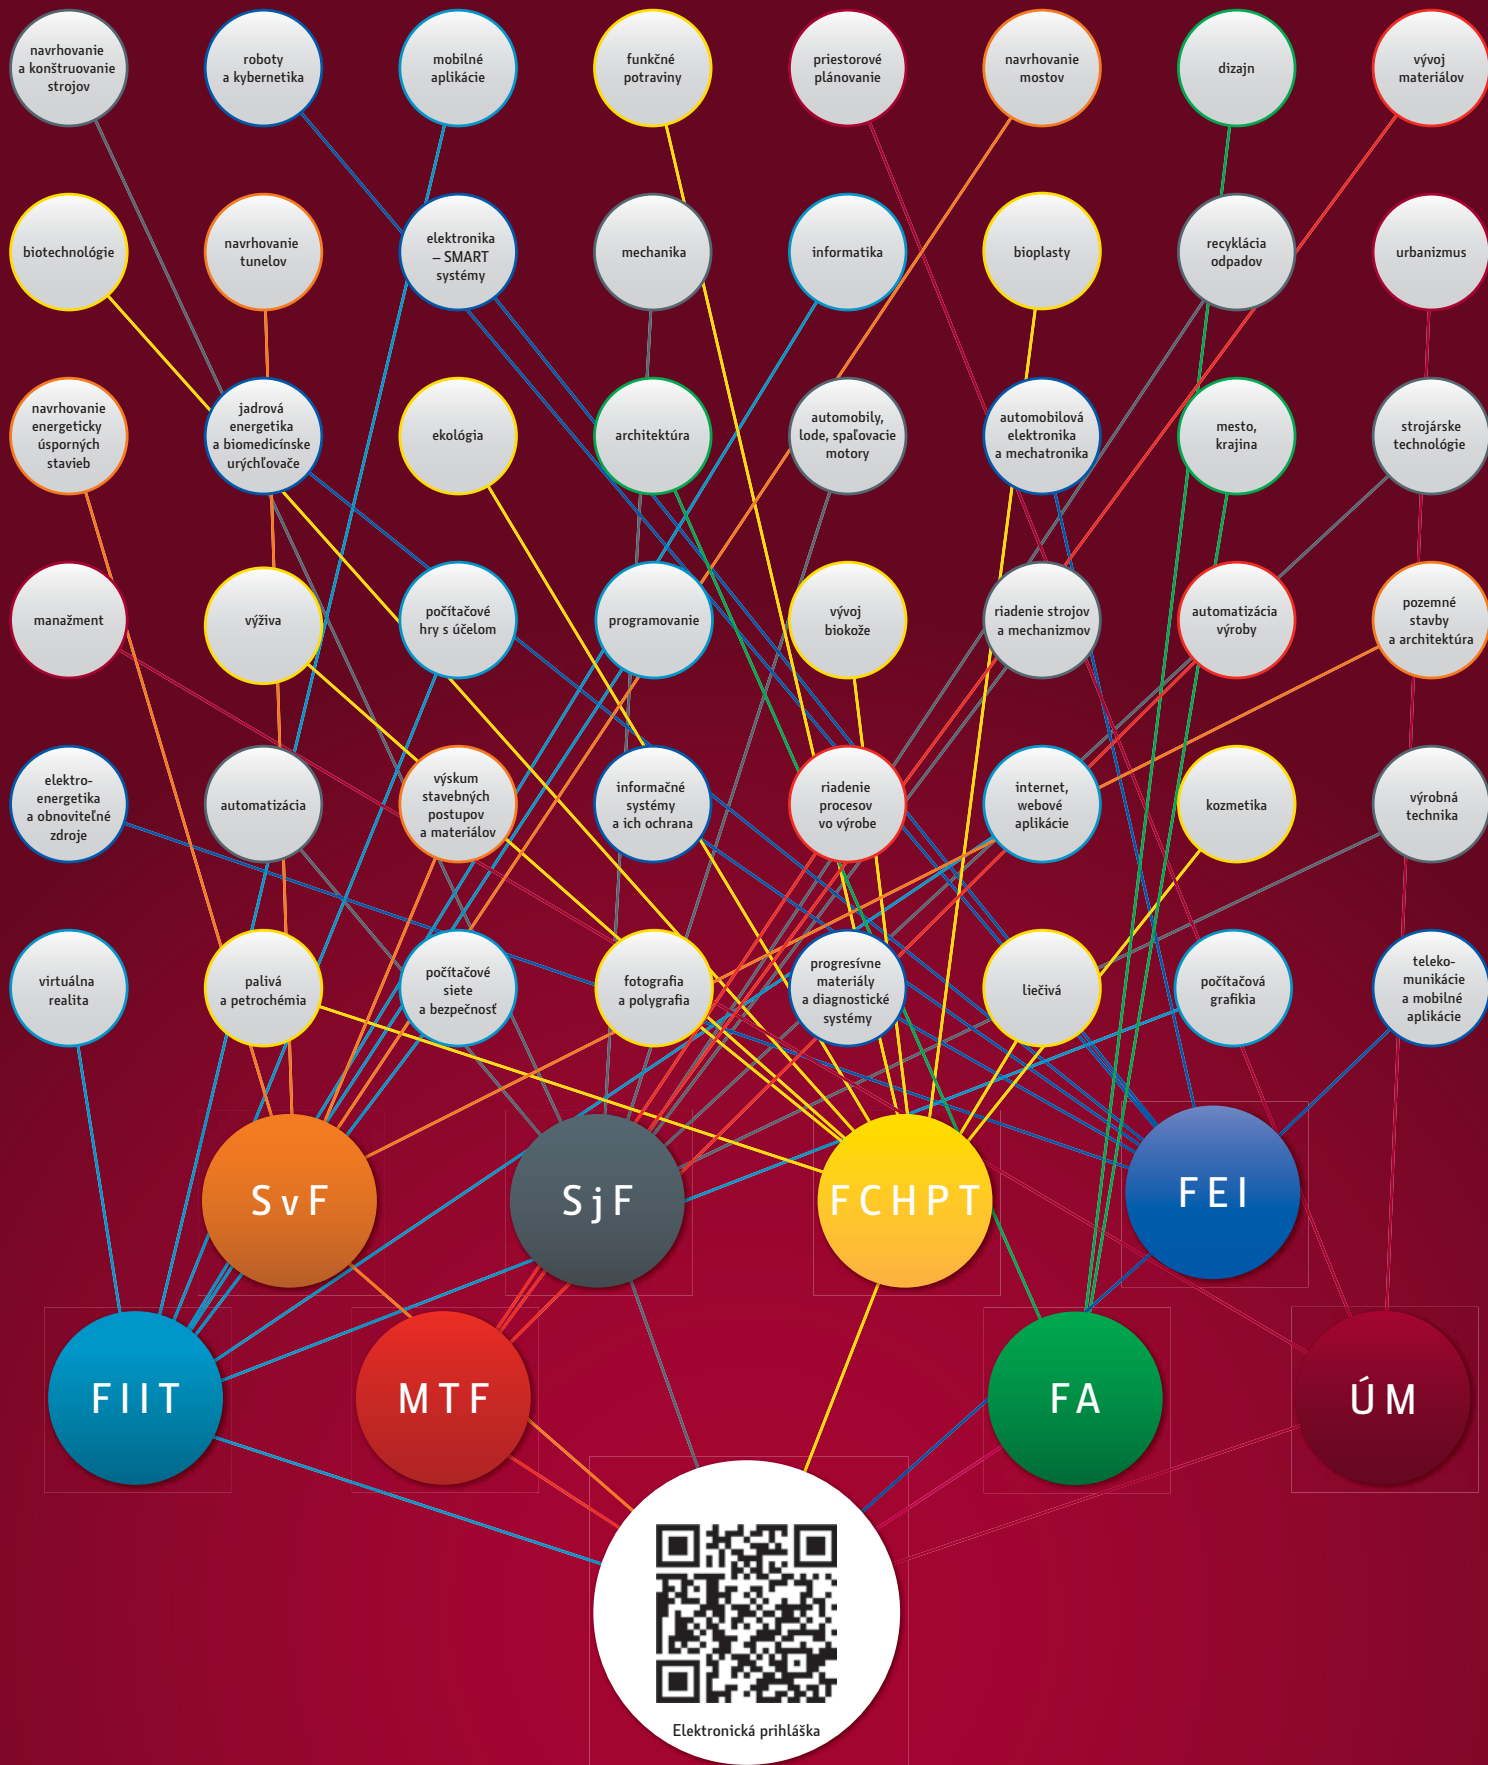 navrhovanie
a konštruovanie
strojov
roboty
a kybernetika
mobilné
aplikácie
funkčné
potraviny
priestorové
plánovanie
navrhovanie
mostov
dizajn
vývoj
materiálov
biotechnológie
navrhovanie
tunelov
elektronika
– SMART
systémy
mechanika
informatika
bioplasty
recyklácia
odpadov
urbanizmus
navrhovanie
energeticky
úsporných
stavieb
jadrová
energetika
a biomedicínske
urýchľovače
ekológia
architektúra
automobily,
lode, spaľovacie
motory
automobilová
elektronika
a mechatronika
mesto,
krajina
strojárske
technológie
manažment
výživa
počítačové
hry s účelom
programovanie
vývoj
biokože
riadenie strojov
a mechanizmov
automatizácia
výroby
pozemné
stavby
a architektúra
elektro-
energetika
a obnoviteľné
zdroje
automatizácia
výskum
stavebných
postupov
a materiálov
informačné
systémy
a ich ochrana
riadenie
procesov
vo výrobe
internet,
webové
aplikácie
kozmetika
výrobná
technika
virtuálna
realita
palivá
a petrochémia
počítačové
siete
a bezpečnosť
fotografia
a polygrafia
progresívne
materiály
a diagnostické
systémy
liečivá
počítačová
grafikia
teleko-
munikácie
a mobilné
aplikácie
SvF
SjF
FCHPT
FEI
FIIT
MTF
FA
ÚM
Elektronická prihláška